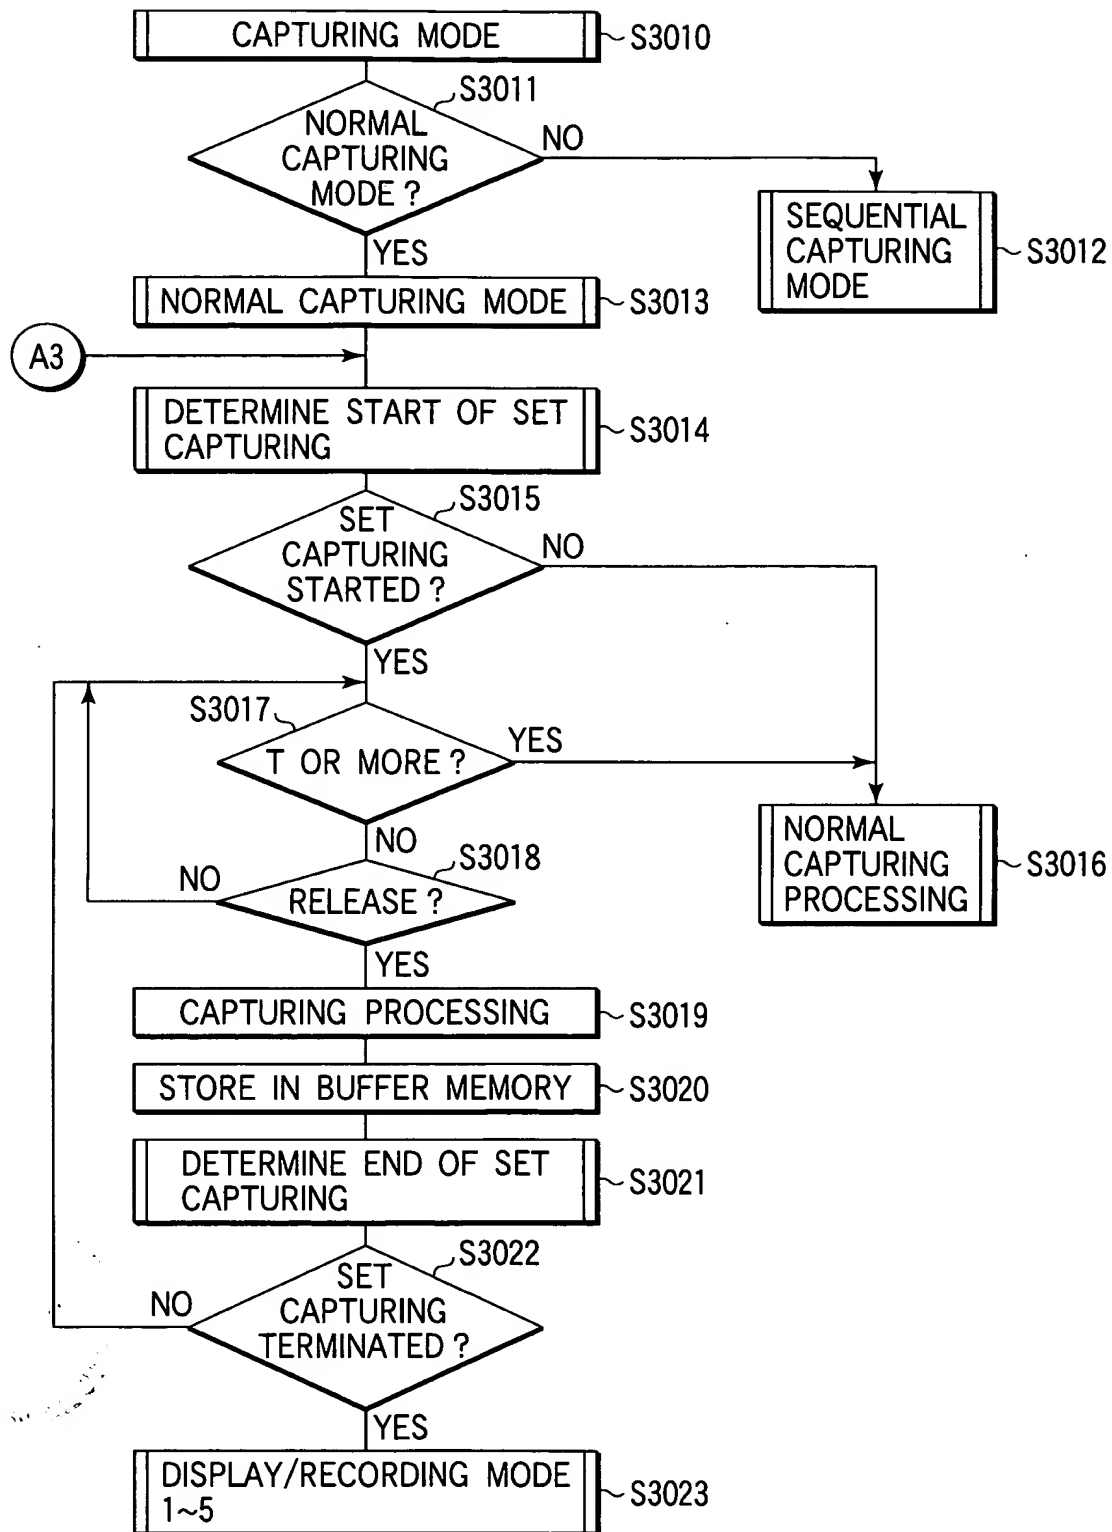 CAPTURING MODE
S3010
S3011
NORMAL
CAPTURING
MODE ?
NO
YES
SEQUENTIAL
CAPTURING
MODE
S3012
NORMAL CAPTURING MODE
S3013
A3
DETERMINE START OF SET
CAPTURING
S3014
S3015
SET
CAPTURING
STARTED ?
NO
YES
S3017
T OR MORE ?
YES
NO
NORMAL
CAPTURING
PROCESSING
S3016
S3018
RELEASE ?
NO
YES
CAPTURING PROCESSING
S3019
STORE IN BUFFER MEMORY
S3020
DETERMINE END OF SET
CAPTURING
S3021
S3022
SET
CAPTURING
TERMINATED ?
NO
YES
DISPLAY/RECORDING MODE
1~5
S3023